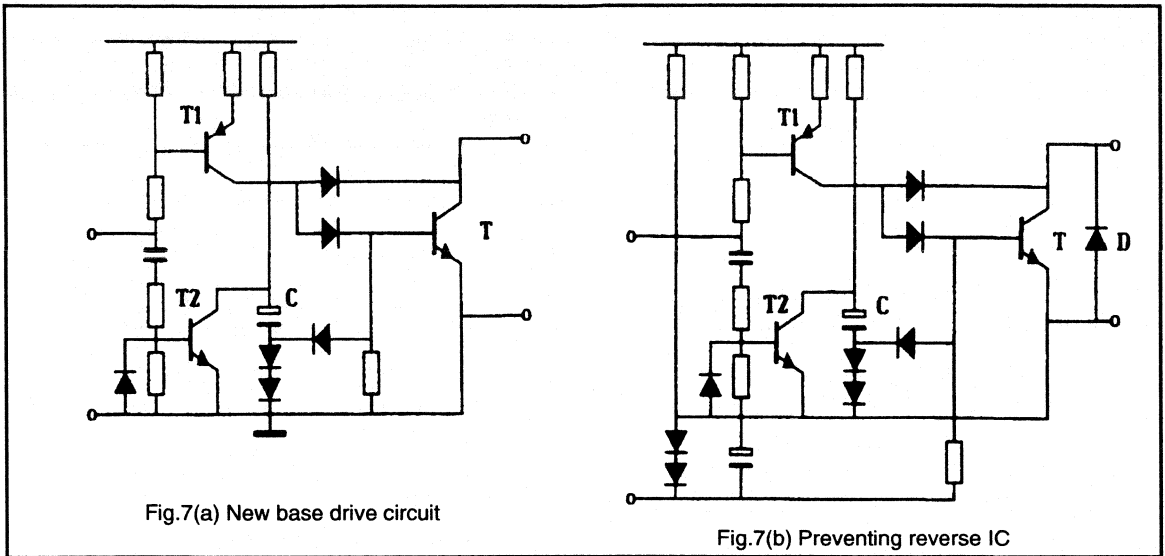 T1
T
T2
C
Fig.7(a) New base drive circuit
T1
T
D
T2
C
Fig.7(b) Preventing reverse IC